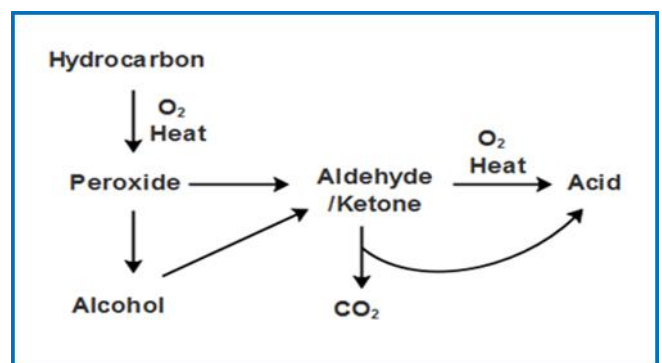 Hydrocarbon
O₂
Heat
O₂
Heat
Peroxide
Aldehyde
/Ketone
Acid
Alcohol
CO₂